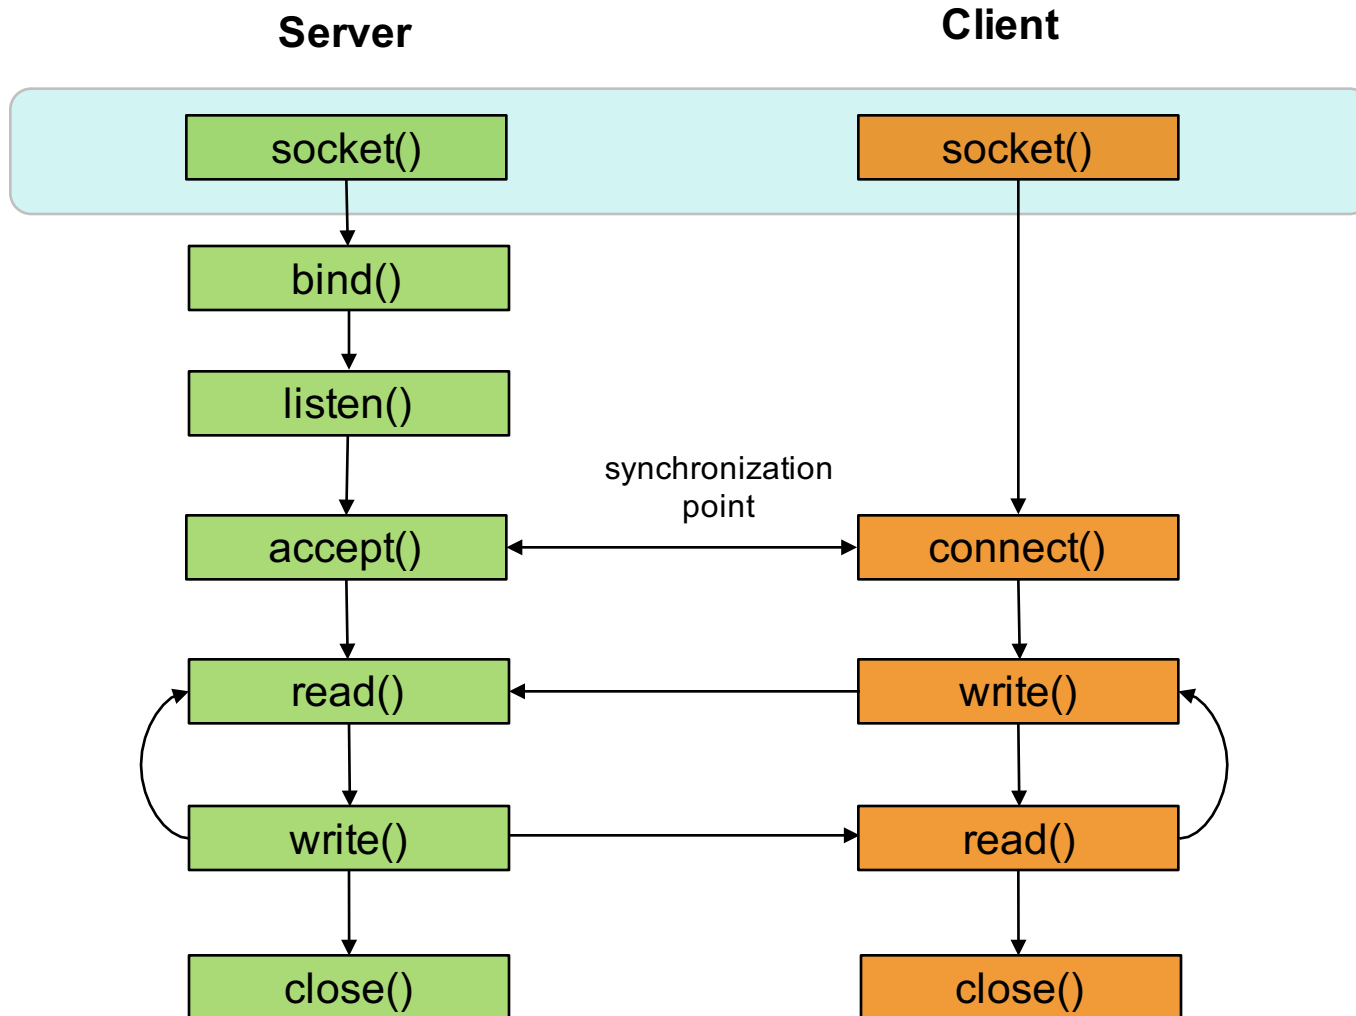 Server
Client
socket()
socket()
bind()
listen()
synchronization
point
accept()
connect()
read()
write()
write()
read()
close()
close()